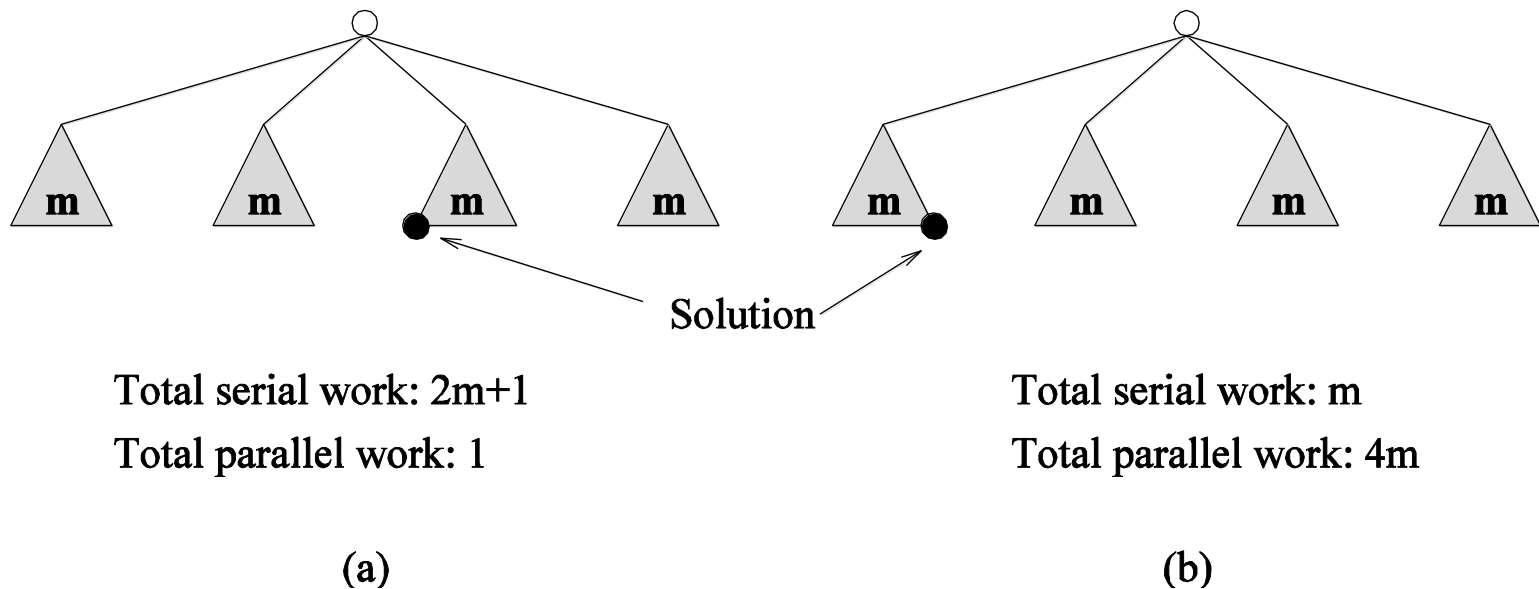 m m m m m m m m
Solution
Total serial work: 2m+1
Total parallel work: 1
(a)
Total serial work: m
Total parallel work: 4m
(b)